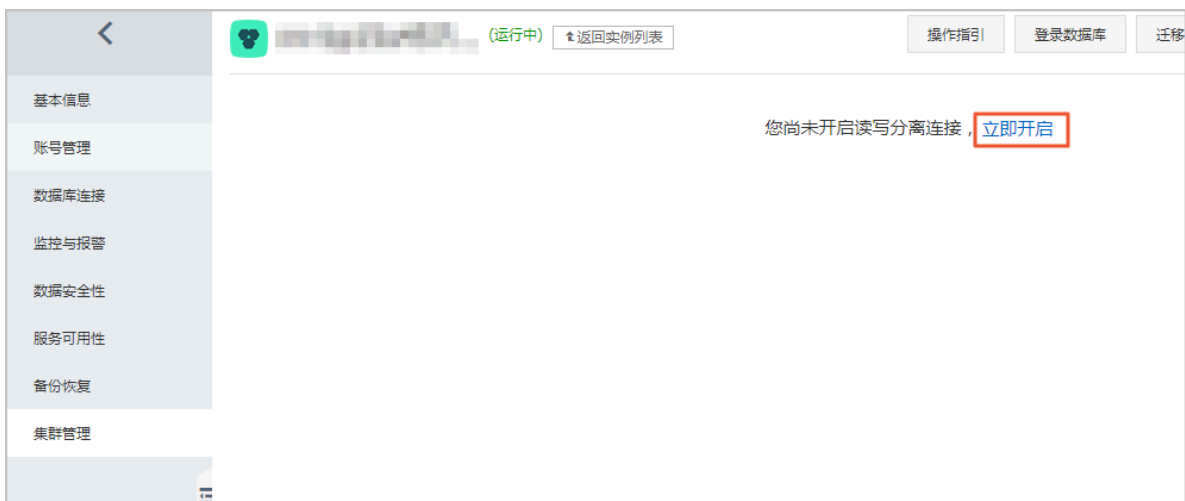 (运行中) 返回实例列表 操作指引 登录数据库 迁移
基本信息
您尚未开启读写分离连接，立即开启
账号管理
数据库连接
监控与报警
数据安全性
服务可用性
备份恢复
集群管理